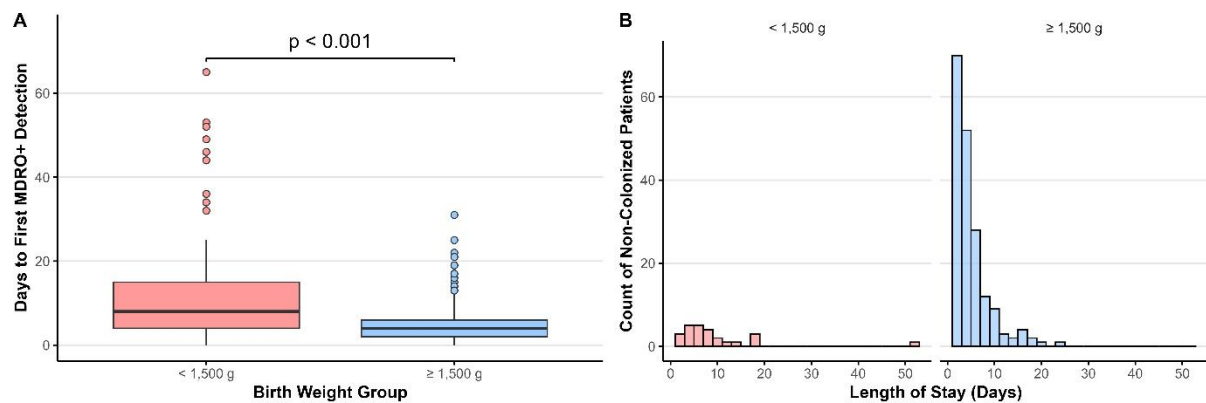 A
p < 0.001
Days to First MDRO+ Detection
60
40
20
0
< 1,500 g
≥ 1,500 g
Birth Weight Group
B
< 1,500 g
≥ 1,500 g
Count of Non-Colonized Patients
60
40
20
0
0 10 20 30 40 50 0 10 20 30 40 50
Length of Stay (Days)